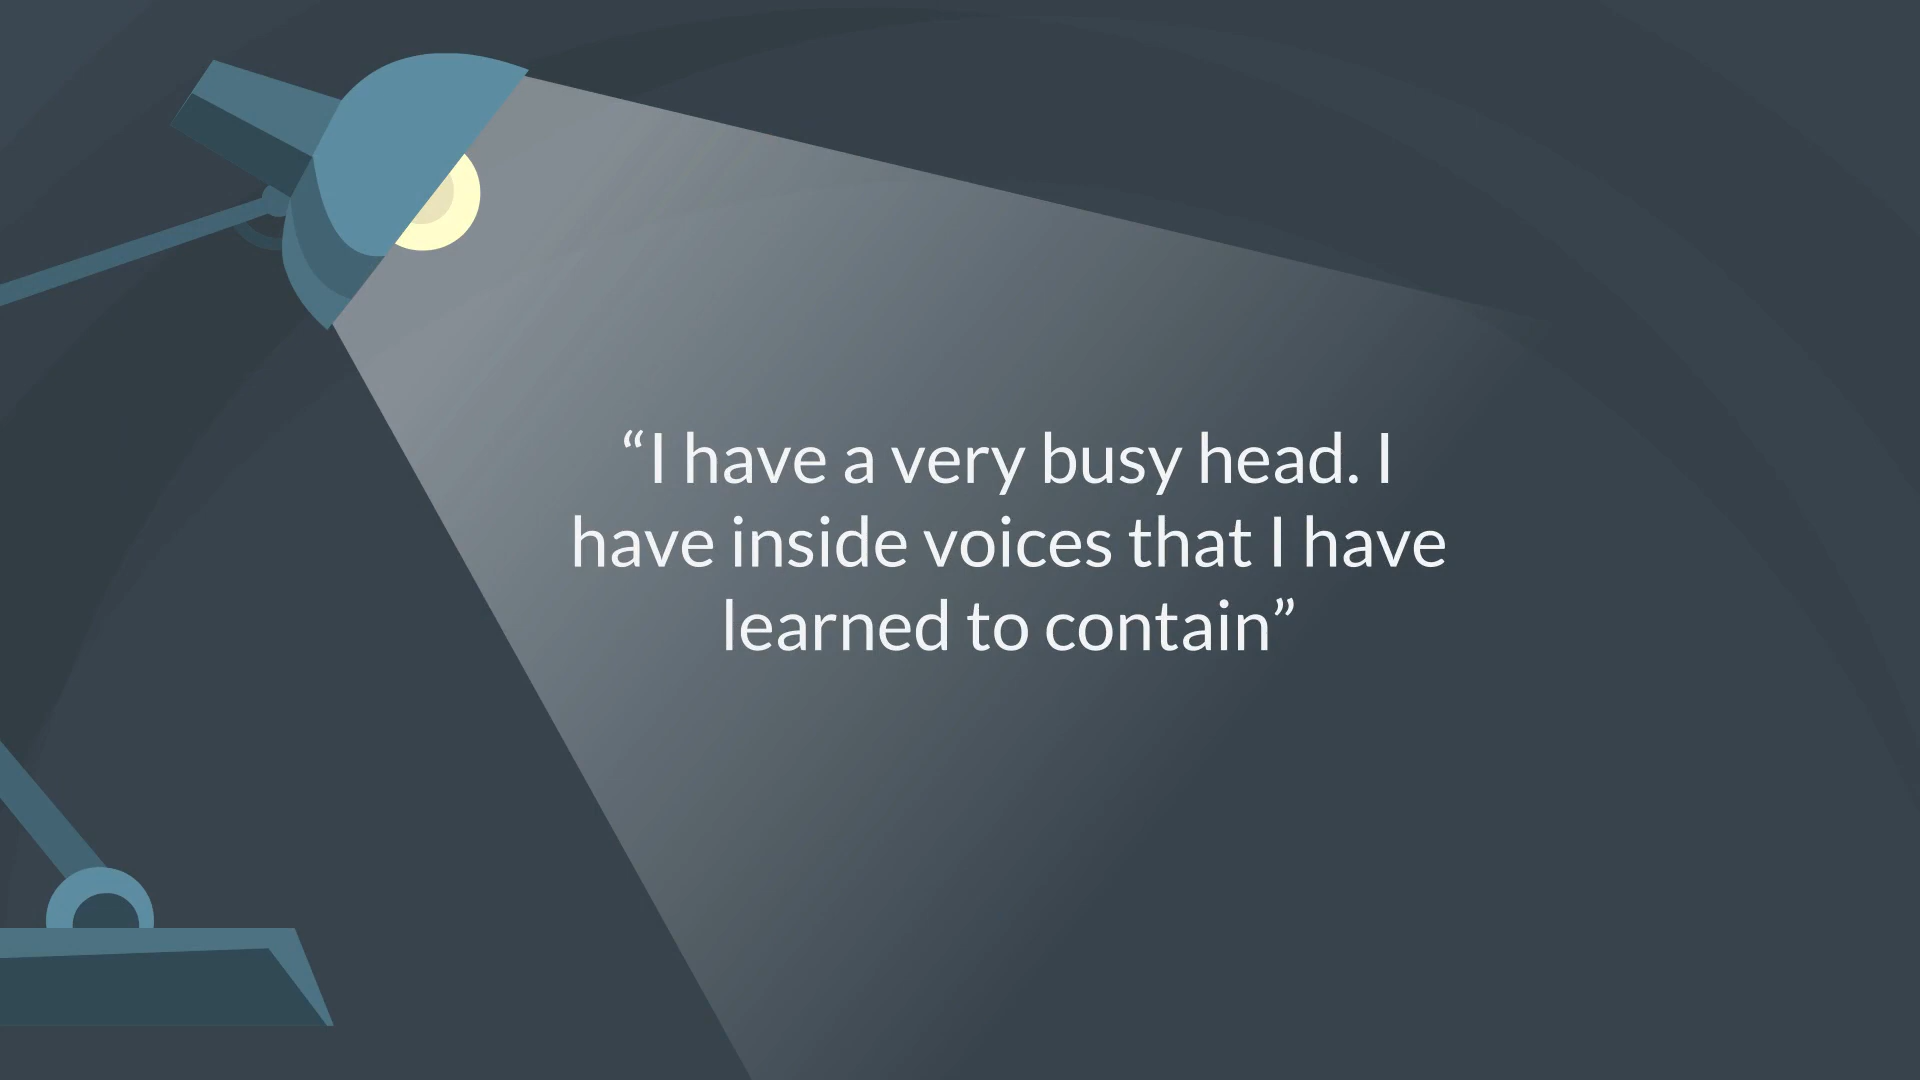 “I have a very busy head. I
have inside voices that I have
learned to contain”